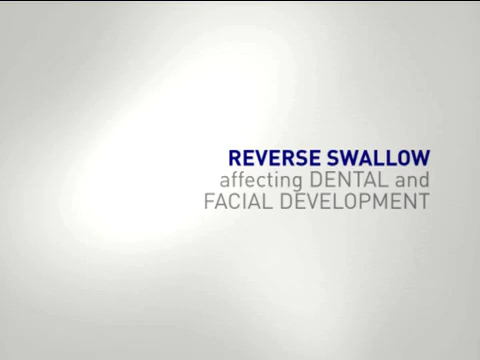 REVERSE SWALLOW
affecting DENTAL and
FACIAL DEVELOPMENT